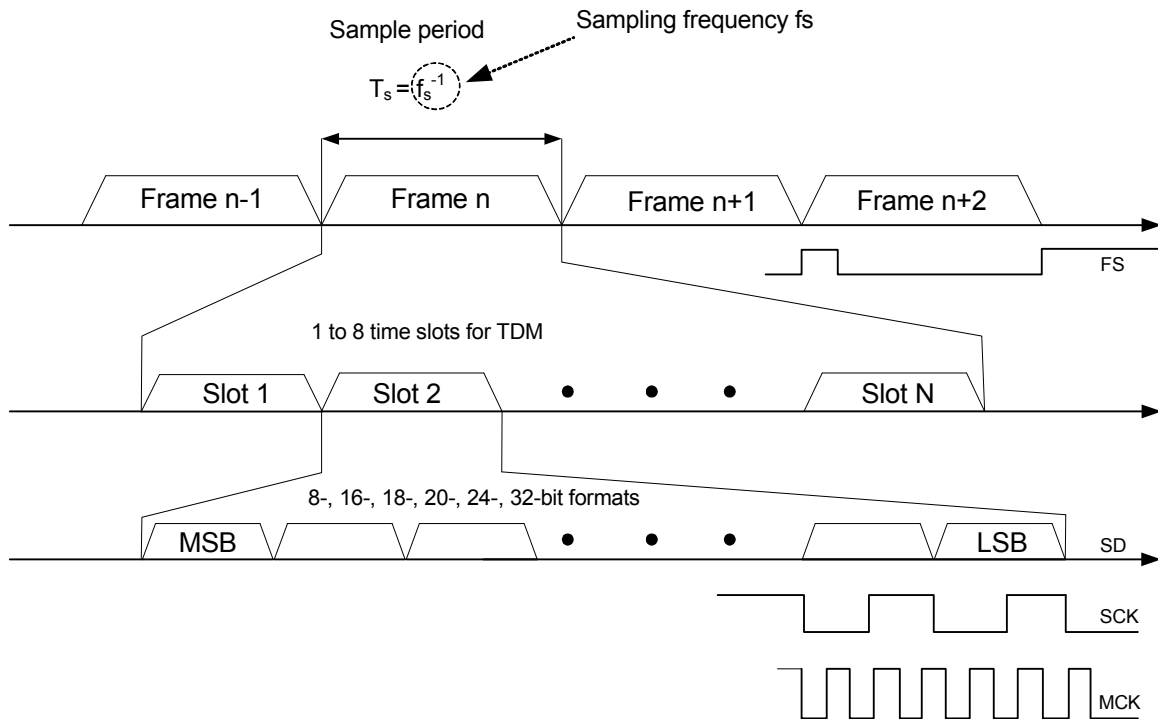 Sampling frequency fs
Sample period
Ts = fs-1
Frame n-1
Frame n
Frame n+1
Frame n+2
FS
1 to 8 time slots for TDM
Slot 1
Slot 2
Slot N
8-, 16-, 18-, 20-, 24-, 32-bit formats
MSB
LSB
SD
SCK
MCK